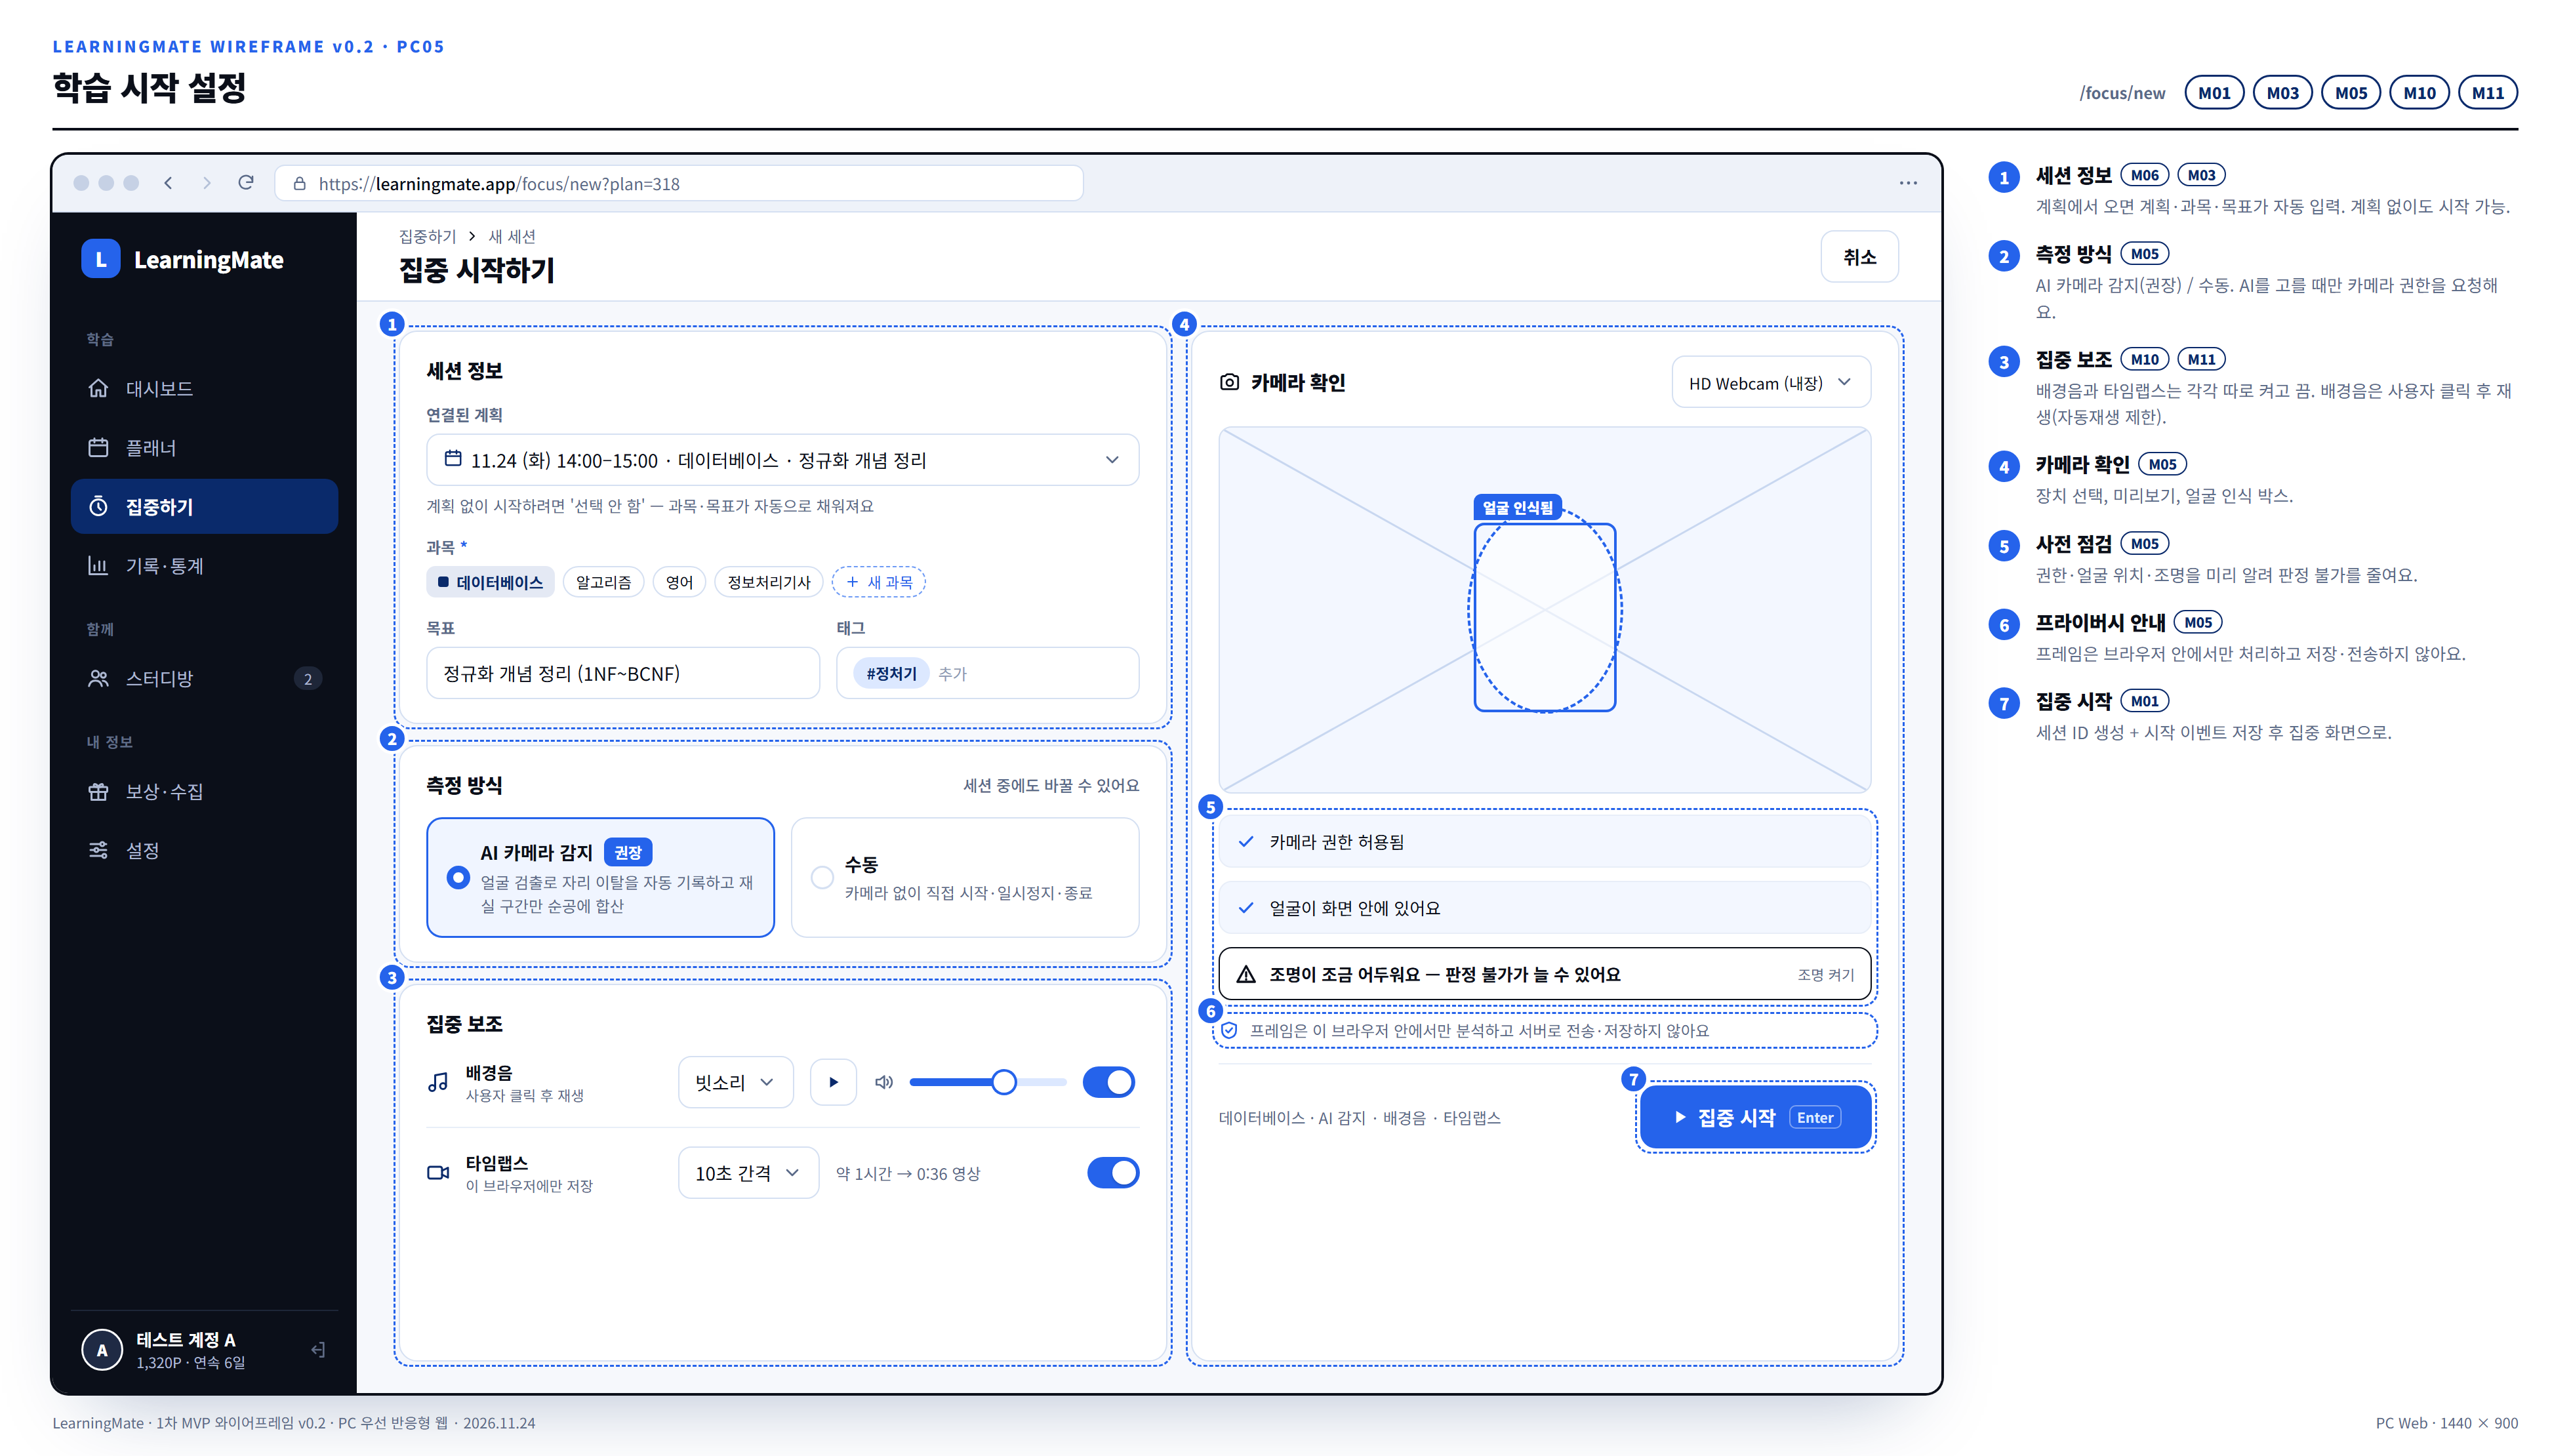 LEARNINGMATE WIREFRAME v0.2 · PC05
학습 시작 설정
/focus/new M01 M03 M05 M10 M11
https://learningmate.app/focus/new?plan=318
L LearningMate
학습
대시보드
플래너
집중하기
기록·통계
함께
스터디방 2
내 정보
보상·수집
설정
A 테스트 계정 A
1,320P · 연속 6일
집중하기 > 새 세션
집중 시작하기
취소
1
세션 정보
연결된 계획
11.24 (화) 14:00–15:00 · 데이터베이스 · 정규화 개념 정리
계획 없이 시작하려면 '선택 안 함' — 과목·목표가 자동으로 채워져요
과목 *
데이터베이스 알고리즘 영어 정보처리기사 + 새 과목
목표 태그
정규화 개념 정리 (1NF~BCNF) #정처기 추가
2
측정 방식 세션 중에도 바꿀 수 있어요
AI 카메라 감지 권장
얼굴 검출로 자리 이탈을 자동 기록하고 재
실 구간만 순공에 합산
수동
카메라 없이 직접 시작·일시정지·종료
3
집중 보조
배경음
사용자 클릭 후 재생
빗소리
타임랩스
이 브라우저에만 저장
10초 간격 약 1시간 → 0:36 영상
4
카메라 확인 HD Webcam (내장)
얼굴 인식됨
5
카메라 권한 허용됨
얼굴이 화면 안에 있어요
조명이 조금 어두워요 — 판정 불가가 늘 수 있어요 조명 켜기
6
프레임은 이 브라우저 안에서만 분석하고 서버로 전송·저장하지 않아요
7
데이터베이스 · AI 감지 · 배경음 · 타임랩스 집중 시작 Enter
1 세션 정보 M06 M03
계획에서 오면 계획·과목·목표가 자동 입력. 계획 없이도 시작 가능.
2 측정 방식 M05
AI 카메라 감지(권장) / 수동. AI를 고를 때만 카메라 권한을 요청해
요.
3 집중 보조 M10 M11
배경음과 타임랩스는 각각 따로 켜고 끔. 배경음은 사용자 클릭 후 재
생(자동재생 제한).
4 카메라 확인 M05
장치 선택, 미리보기, 얼굴 인식 박스.
5 사전 점검 M05
권한·얼굴 위치·조명을 미리 알려 판정 불가를 줄여요.
6 프라이버시 안내 M05
프레임은 브라우저 안에서만 처리하고 저장·전송하지 않아요.
7 집중 시작 M01
세션 ID 생성 + 시작 이벤트 저장 후 집중 화면으로.
LearningMate · 1차 MVP 와이어프레임 v0.2 · PC 우선 반응형 웹 · 2026.11.24
PC Web · 1440 × 900